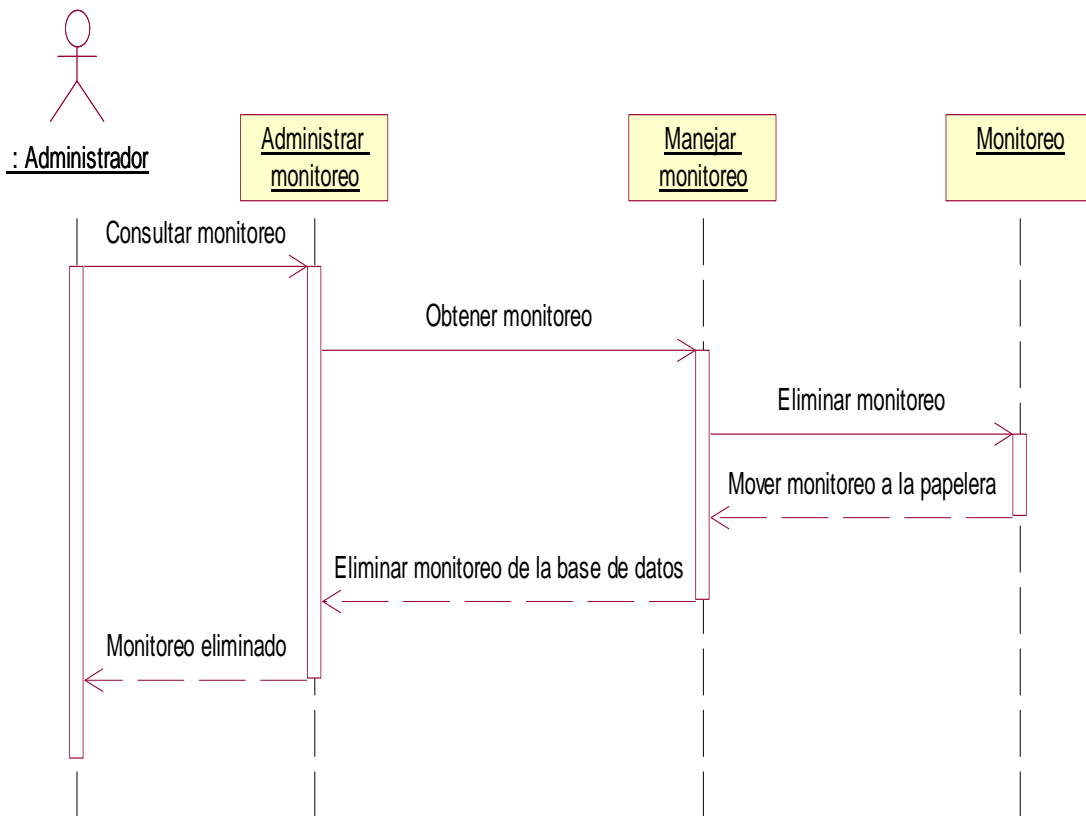 : Administrador
Administrar
monitoreo
Manejar
monitoreo
Monitoreo
Consultar monitoreo
Obtener monitoreo
Eliminar monitoreo
Mover monitoreo a la papelera
Eliminar monitoreo de la base de datos
Monitoreo eliminado